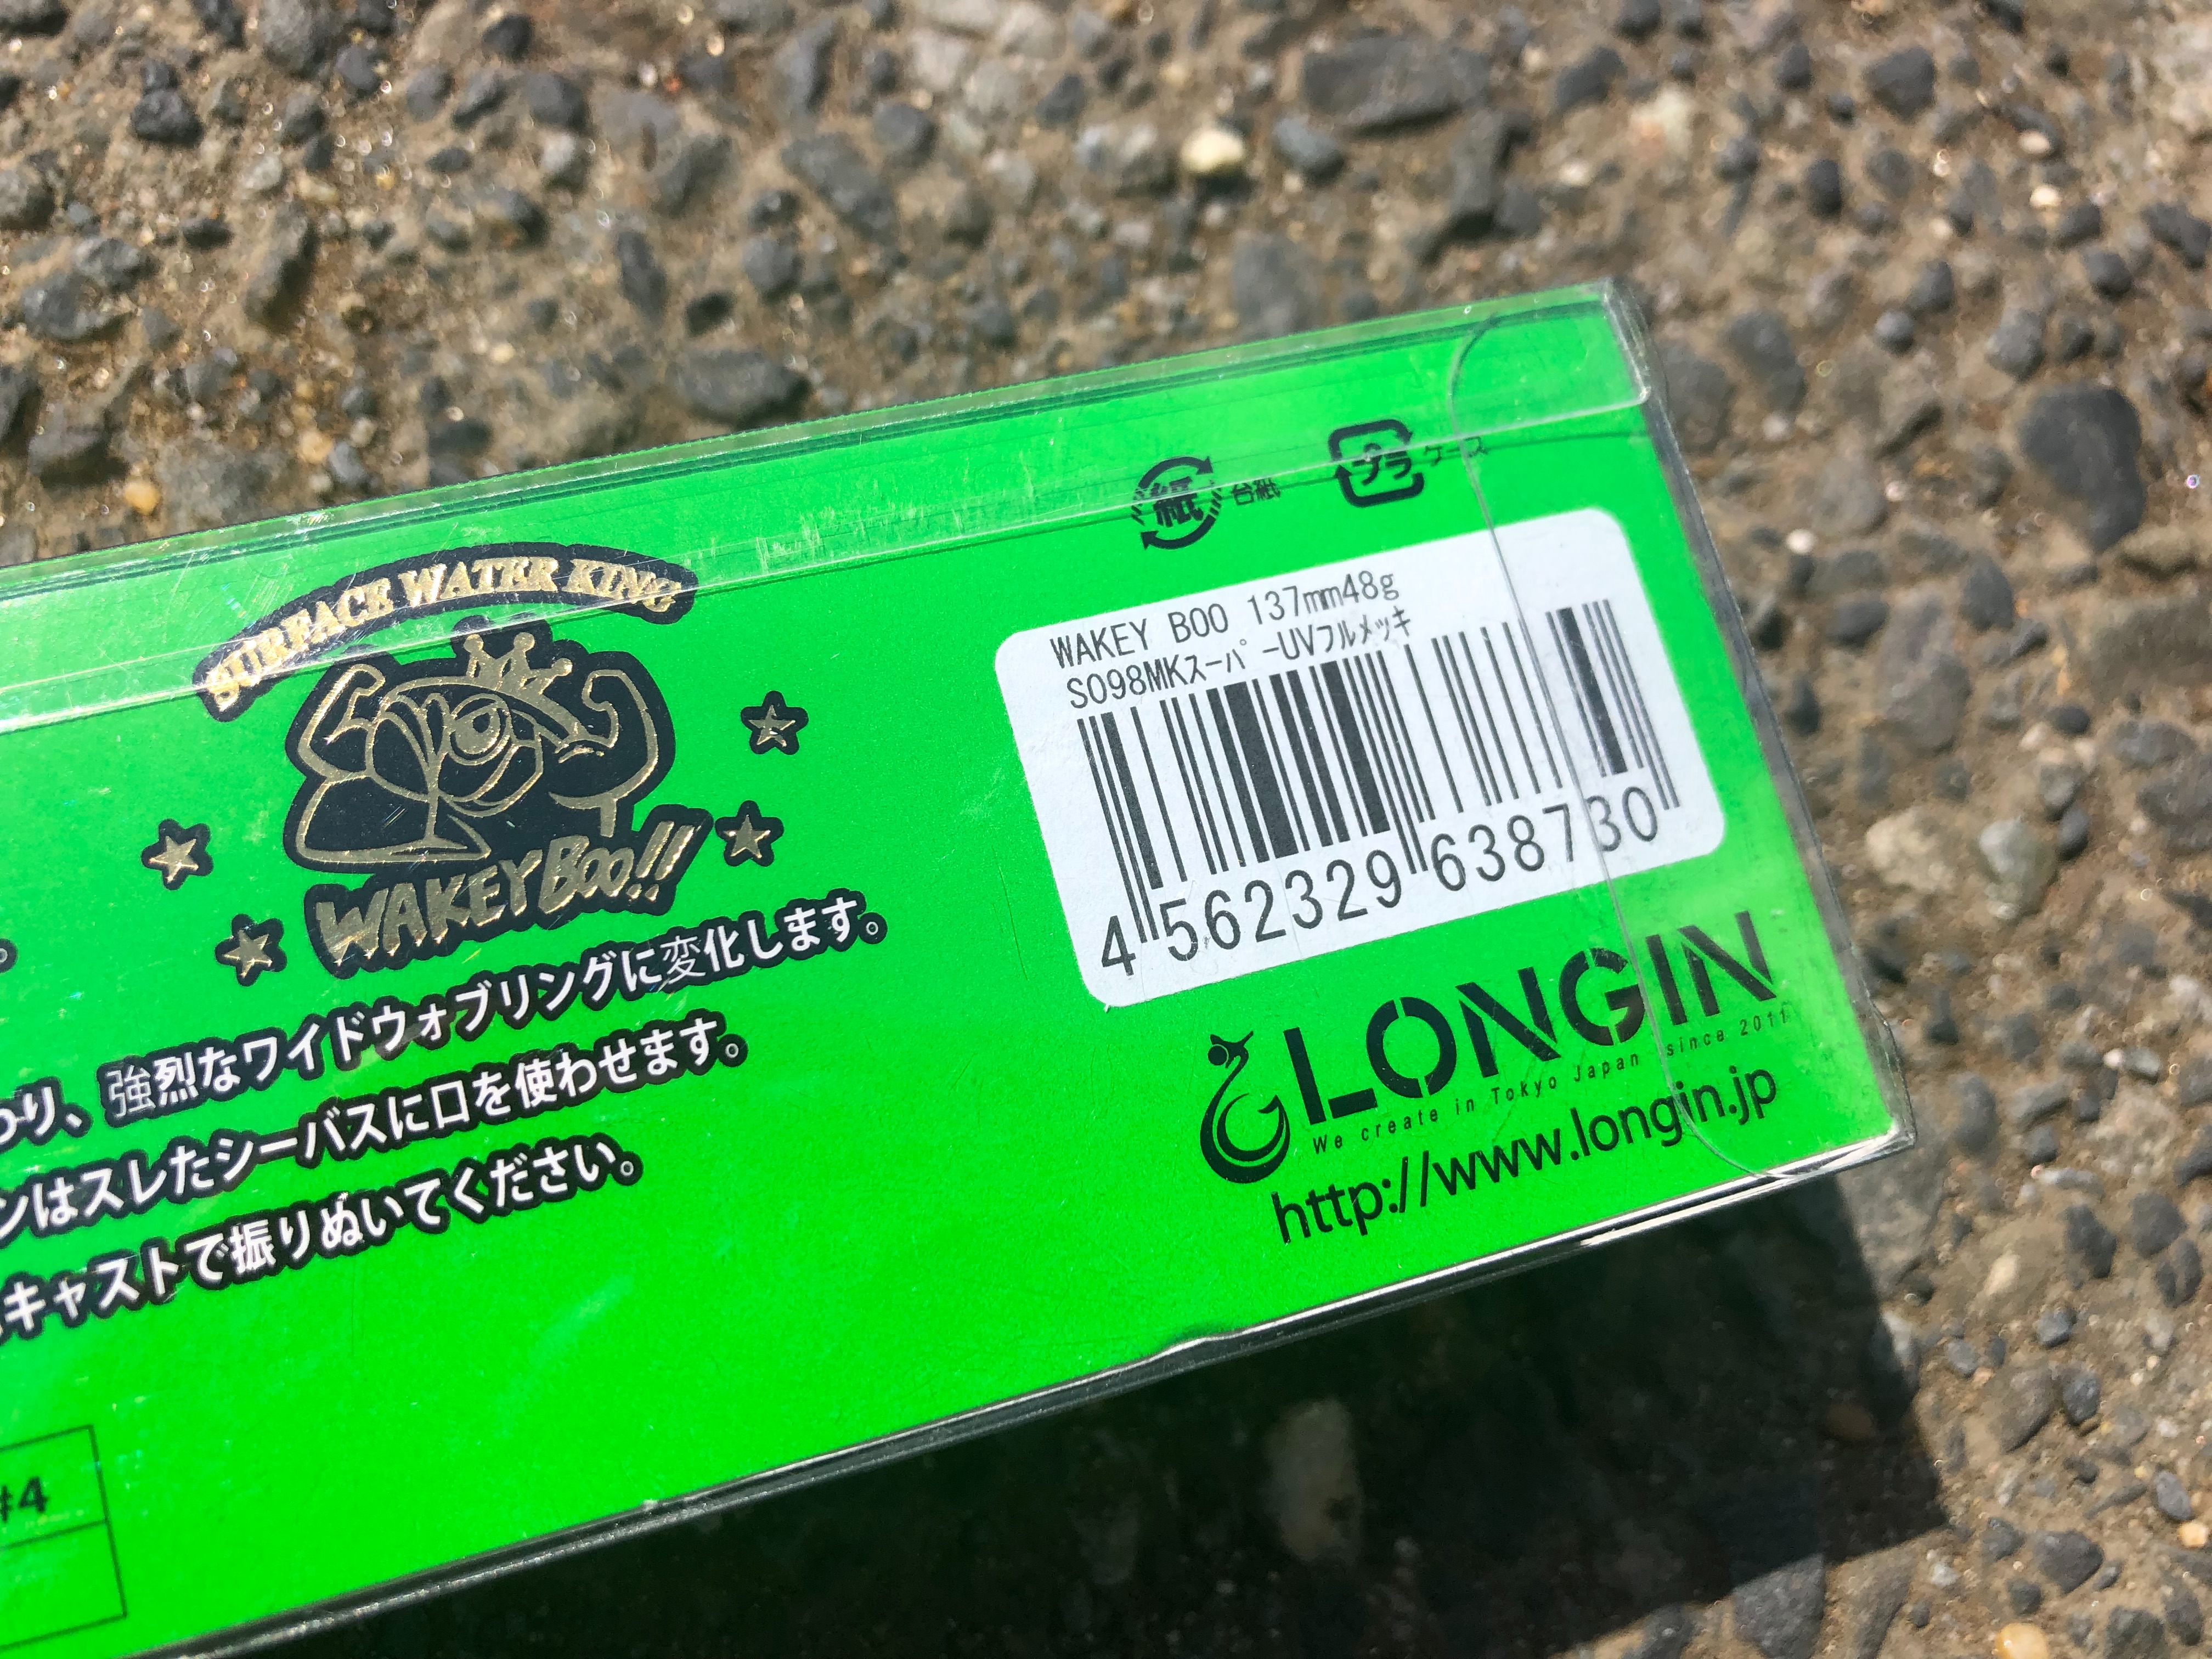 紙 台紙
プラ ケース
SURFACE WATER KING
WAKEY BOO!!
WAKEY BOO 137mm48g
S098MKスーパーUVフルメッキ
4 562329 638730
LONGIN
We create in Tokyo Japan since 2011
http://www.longin.jp
わり、強烈なワイドウォブリングに変化します。
ンはスレたシーバスに口を使わせます。
キャストで振りぬいてください。
#4